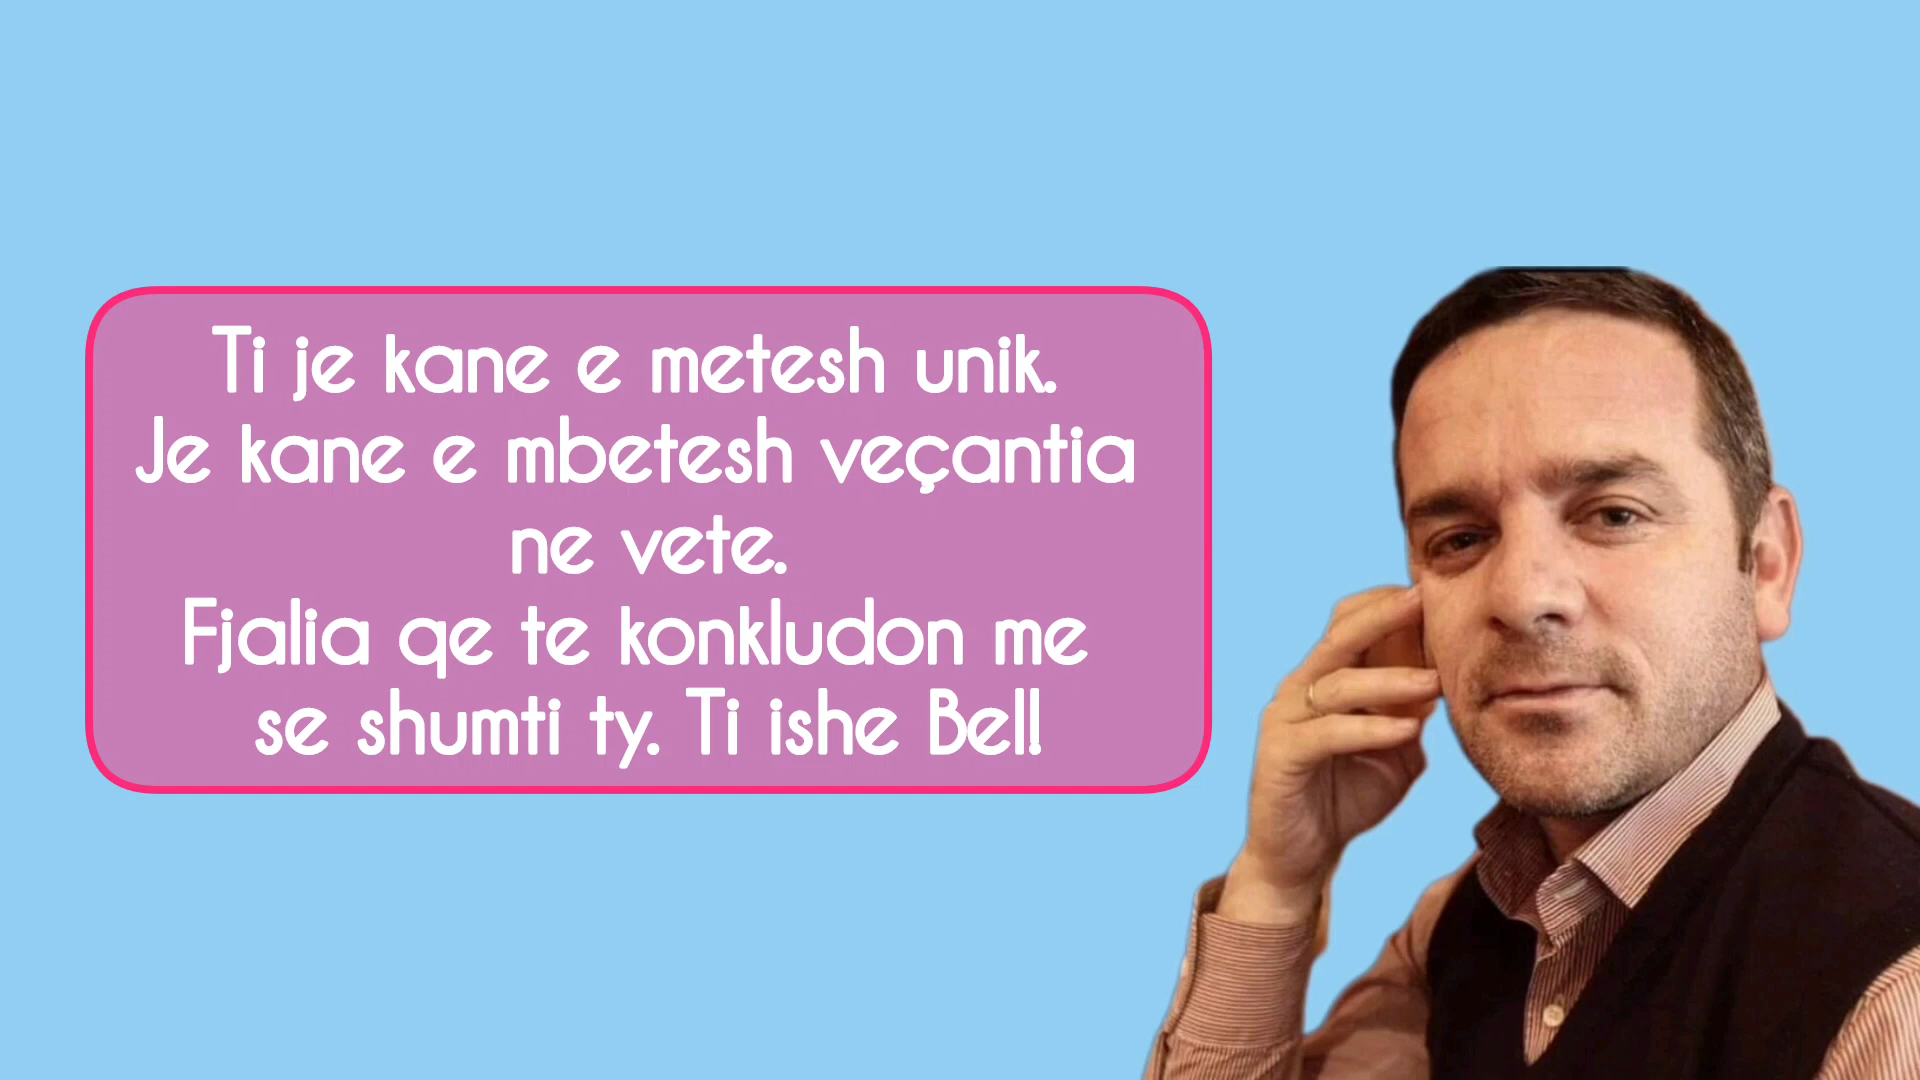 Ti je kane e metesh unik.
Je kane e mbetesh veçantia
ne vete.
Fjalia qe te konkludon me
se shumti ty. Ti ishe Bell!